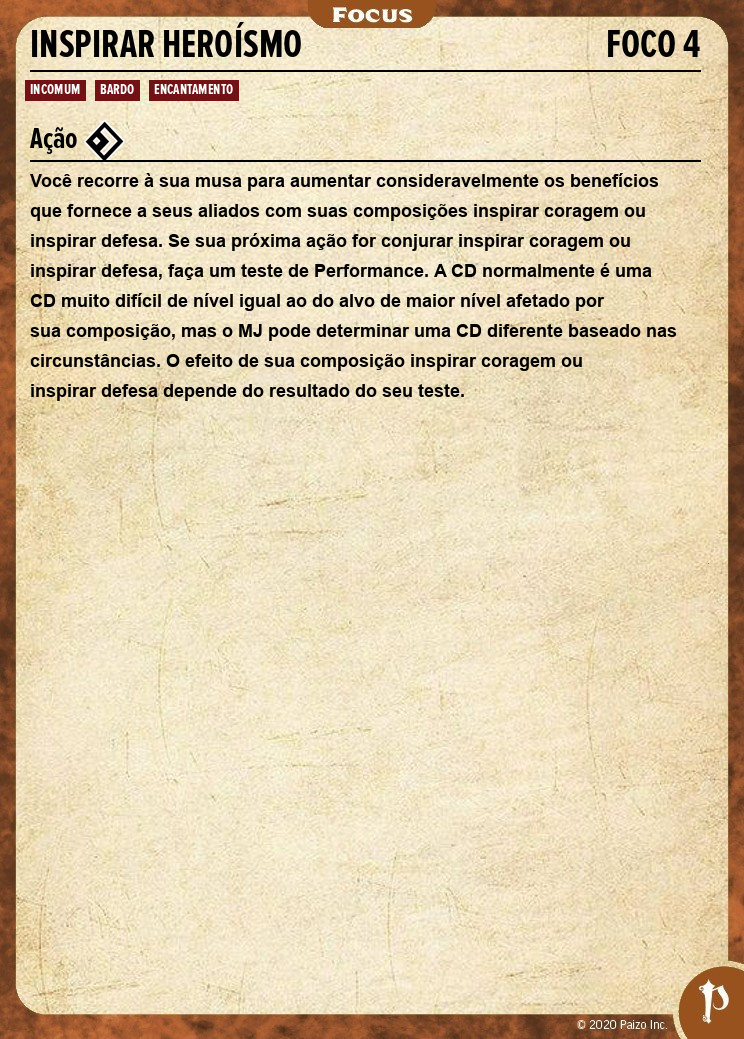 Focus
INSPIRAR HEROÍSMO FOCO 4
INCOMUM BARDO ENCANTAMENTO
Ação
Você recorre à sua musa para aumentar consideravelmente os benefícios
que fornece a seus aliados com suas composições inspirar coragem ou
inspirar defesa. Se sua próxima ação for conjurar inspirar coragem ou
inspirar defesa, faça um teste de Performance. A CD normalmente é uma
CD muito difícil de nível igual ao do alvo de maior nível afetado por
sua composição, mas o MJ pode determinar uma CD diferente baseado nas
circunstâncias. O efeito de sua composição inspirar coragem ou
inspirar defesa depende do resultado do seu teste.
© 2020 Paizo Inc.
P